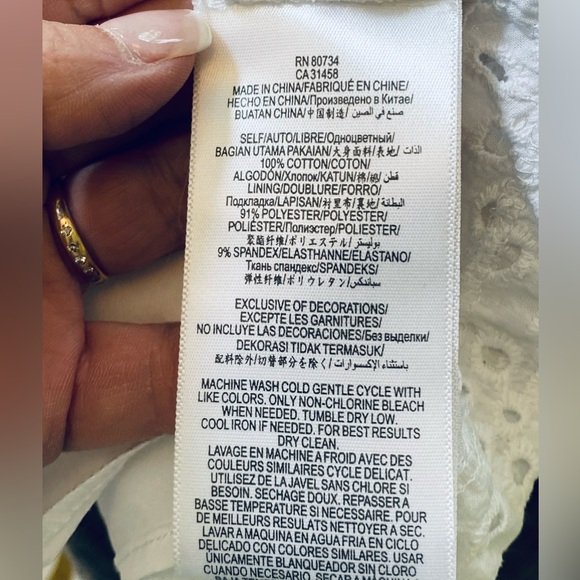 RN 80734
CA 31458
MADE IN CHINA/FABRIQUÉ EN CHINE/
HECHO EN CHINA/Произведено в Китае/
BUATAN CHINA/中国制造/ صنع في الصين/
SELF/AUTO/LIBRE/Одноцветный/
BAGIAN UTAMA PAKAIAN/大身面料/表地/ الذات/
100% COTTON/COTON/
ALGODÓN/Хлопок/KATUN/棉/綿/ قطن/
LINING/DOUBLURE/FORRO/
Подкладка/LAPISAN/衬里布/裏地/ البطانة/
91% POLYESTER/POLYESTER/
POLIÉSTER/Полиэстер/POLIESTER/
聚酯纤维/ポリエステル/ بوليستر/
9% SPANDEX/ELASTHANNE/ELASTANO/
Ткань спандекс/SPANDEKS/
弹性纤维/ポリウレタン/ سباندكس/
EXCLUSIVE OF DECORATIONS/
EXCEPTE LES GARNITURES/
NO INCLUYE LAS DECORACIONES/Без выделки/
DEKORASI TIDAK TERMASUK/
配料除外/切替部分を除く/ باستثناء الإكسسوارات/
MACHINE WASH COLD GENTLE CYCLE WITH
LIKE COLORS. ONLY NON-CHLORINE BLEACH
WHEN NEEDED. TUMBLE DRY LOW.
COOL IRON IF NEEDED. FOR BEST RESULTS
DRY CLEAN.
LAVAGE EN MACHINE A FROID AVEC DES
COULEURS SIMILAIRES CYCLE DELICAT.
UTILISEZ DE LA JAVEL SANS CHLORE SI
BESOIN. SECHAGE DOUX. REPASSER A
BASSE TEMPERATURE SI NECESSAIRE. POUR
DE MEILLEURS RESULATS NETTOYER A SEC.
LAVAR A MAQUINA EN AGUA FRIA EN CICLO
DELICADO CON COLORES SIMILARES. USAR
ÚNICAMENTE BLANQUEADOR SIN CLORO
CUANDO NECESARIO. SECAR A MAQUINA